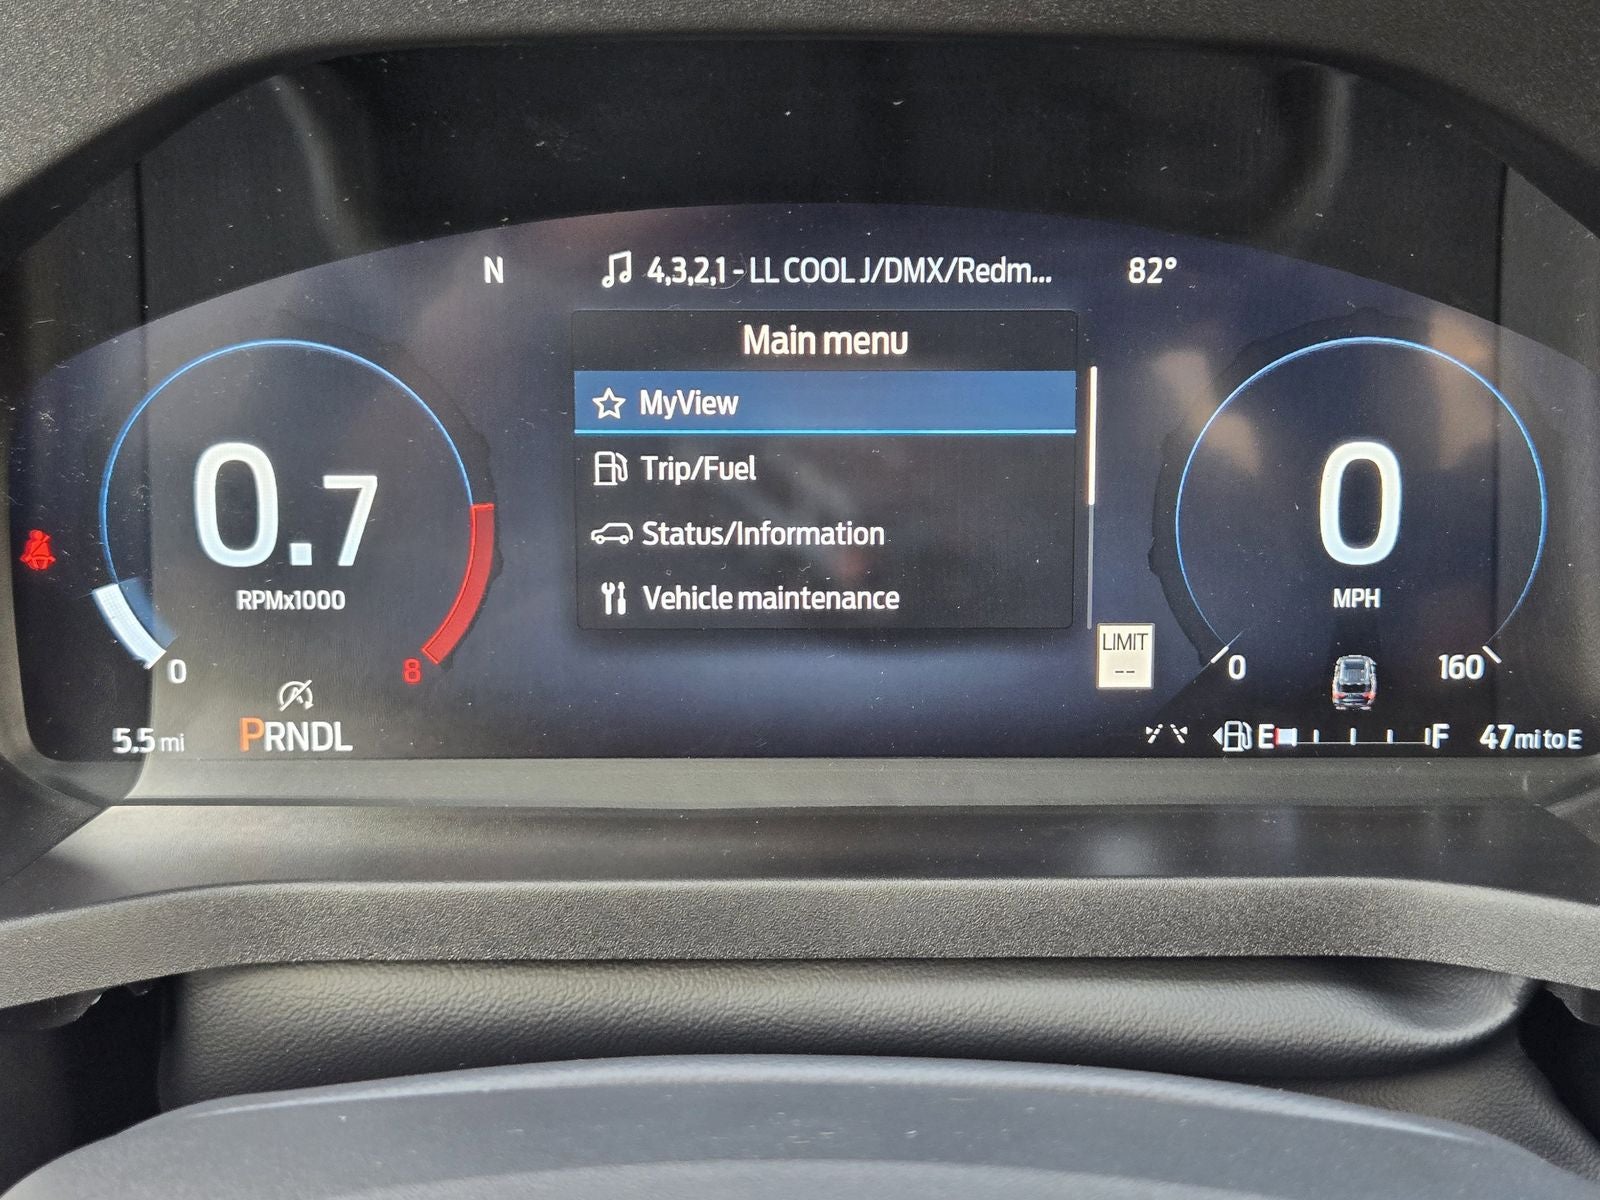 N
4,3,2,1 - LL COOL J/DMX/Redm...
82°
Main menu
MyView
Trip/Fuel
Status/Information
Vehicle maintenance
0.7
RPMx1000
0
8
0
MPH
0
160
LIMIT
--
5.5 mi
PRNDL
E
F
47 mi to E